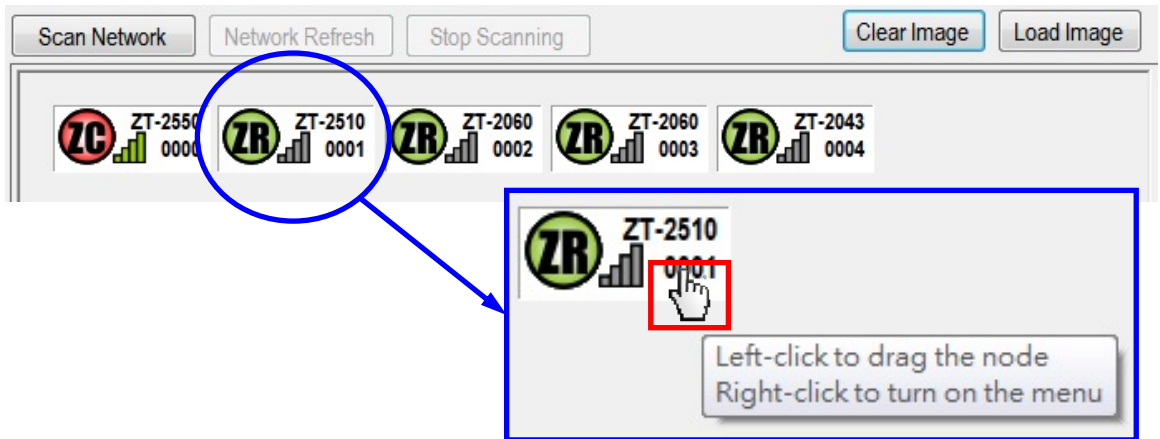 Scan Network Network Refresh Stop Scanning Clear Image Load Image
ZC ZT-2550 0000
ZR ZT-2510 0001
ZR ZT-2060 0002
ZR ZT-2060 0003
ZR ZT-2043 0004
ZR ZT-2510 0001
Left-click to drag the node
Right-click to turn on the menu